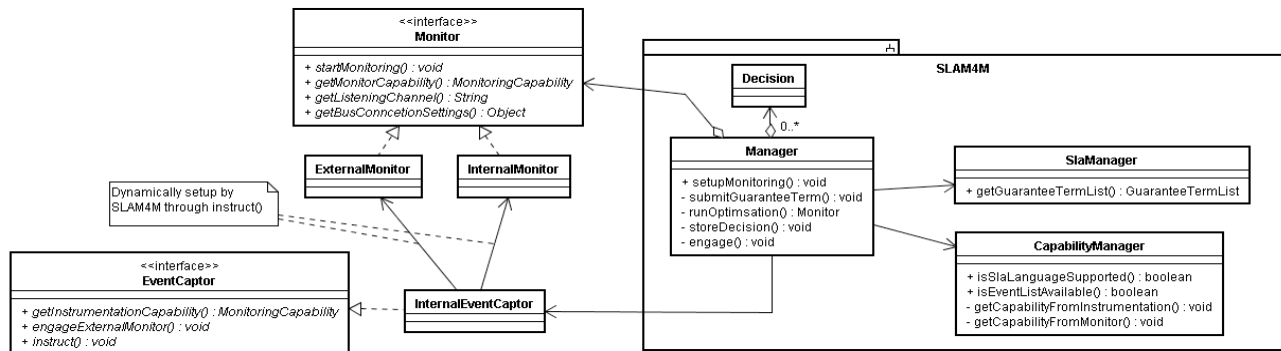 <<interface>>
Monitor
+ startMonitoring() : void
+ getMonitorCapability() : MonitoringCapability
+ getListeningChannel() : String
+ getBusConncetionSettings() : Object
SLAM4M
Decision
0..*
Manager
+ setupMonitoring() : void
- submitGuaranteeTerm() : void
- runOptimsation() : Monitor
- storeDecision() : void
- engage() : void
SlaManager
+ getGuaranteeTermList() : GuaranteeTermList
CapabilityManager
+ isSlaLanguageSupported() : boolean
+ isEventListAvailable() : boolean
- getCapabilityFromInstrumentation() : void
- getCapabilityFromMonitor() : void
ExternalMonitor
InternalMonitor
Dynamically setup by
SLAM4M through instruct()
<<interface>>
EventCaptor
+ getInstrumentationCapability() : MonitoringCapability
+ engageExternalMonitor() : void
+ instruct() : void
InternalEventCaptor